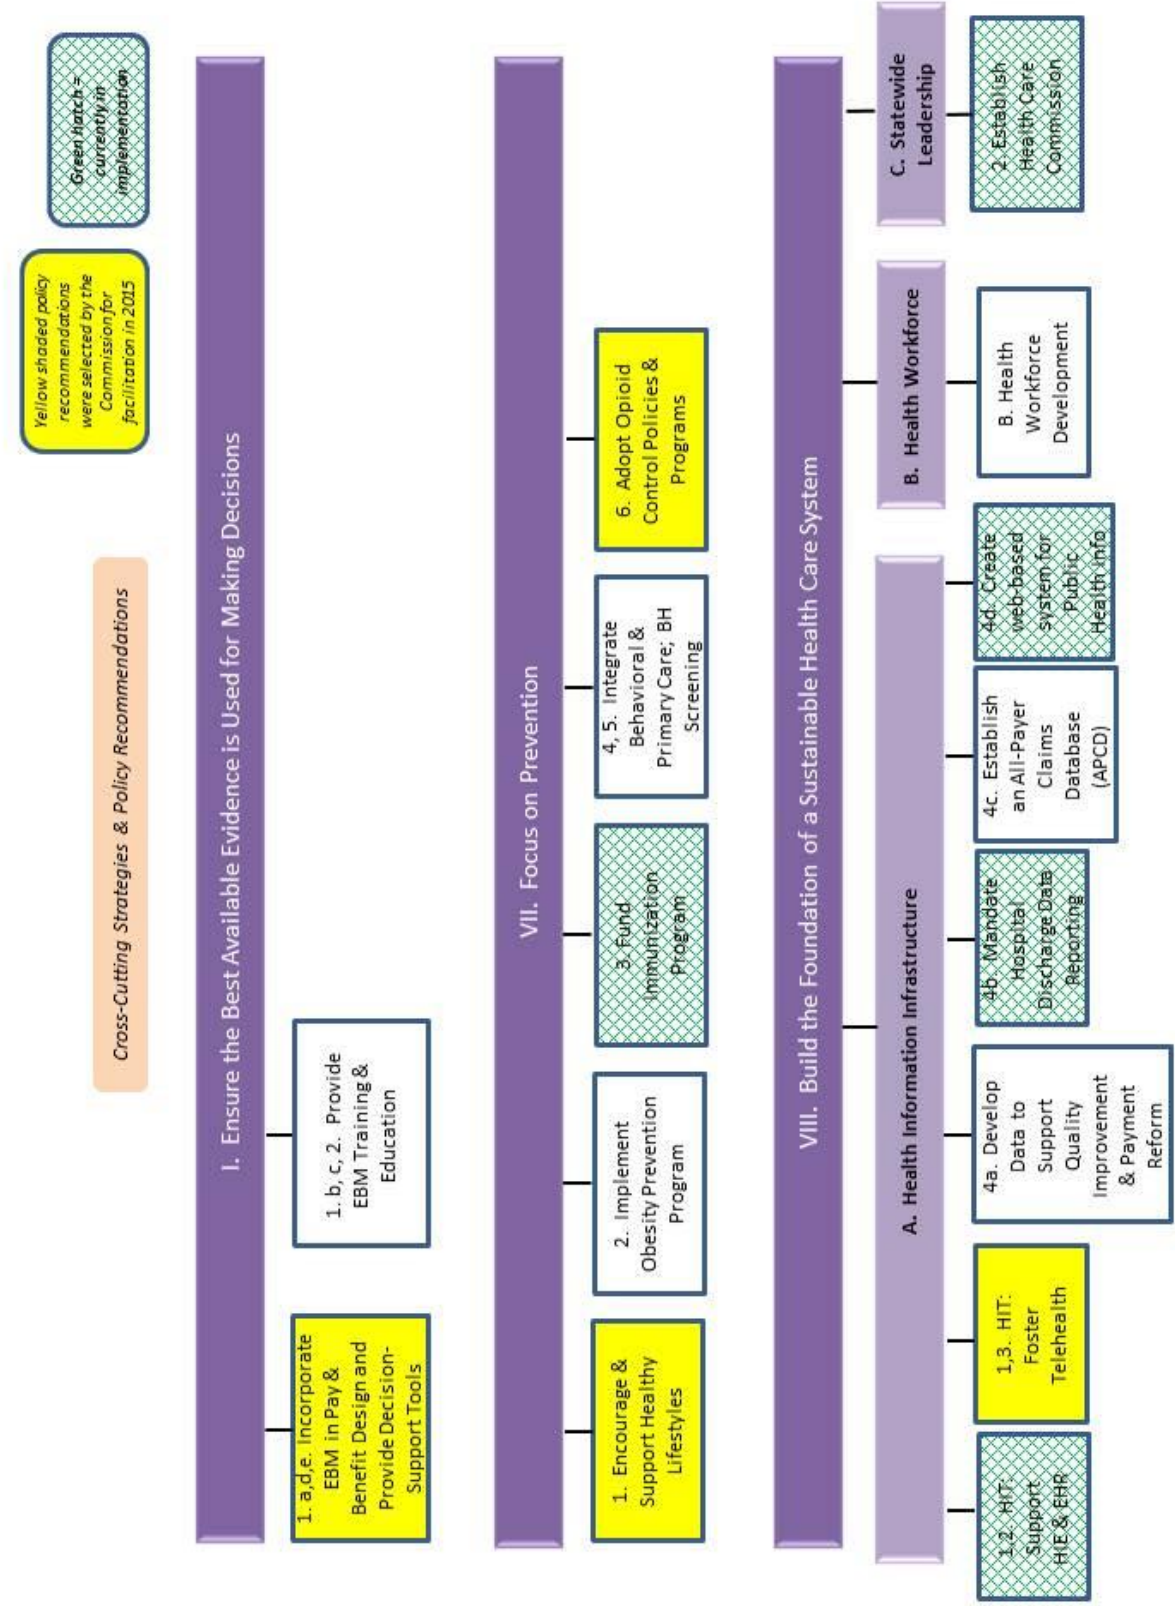 Cross-Cutting Strategies & Policy Recommendations
Yellow shaded policy
recommendations
were selected by the
Commission for
facilitation in 2015
Green hatch =
currently in
implementation
I. Ensure the Best Available Evidence is Used for Making Decisions
1. a,d,e. Incorporate
EBM in Pay &
Benefit Design and
Provide Decision-
Support Tools
1. b, c, 2. Provide
EBM Training &
Education
VII. Focus on Prevention
1. Encourage &
Support Healthy
Lifestyles
2. Implement
Obesity Prevention
Program
3. Fund
Immunization
Program
4, 5. Integrate
Behavioral &
Primary Care; BH
Screening
6. Adopt Opioid
Control Policies &
Programs
VIII. Build the Foundation of a Sustainable Health Care System
A. Health Information Infrastructure
B. Health Workforce
C. Statewide
Leadership
1,2. HIT:
Support
HIE & EHR
1,3. HIT:
Foster
Telehealth
4a. Develop
Data to
Support
Quality
Improvement
& Payment
Reform
4b. Mandate
Hospital
Discharge Data
Reporting
4c. Establish
an All-Payer
Claims
Database
(APCD)
4d. Create
web-based
system for
Public
Health Info
B. Health
Workforce
Development
2. Establish
Health Care
Commission